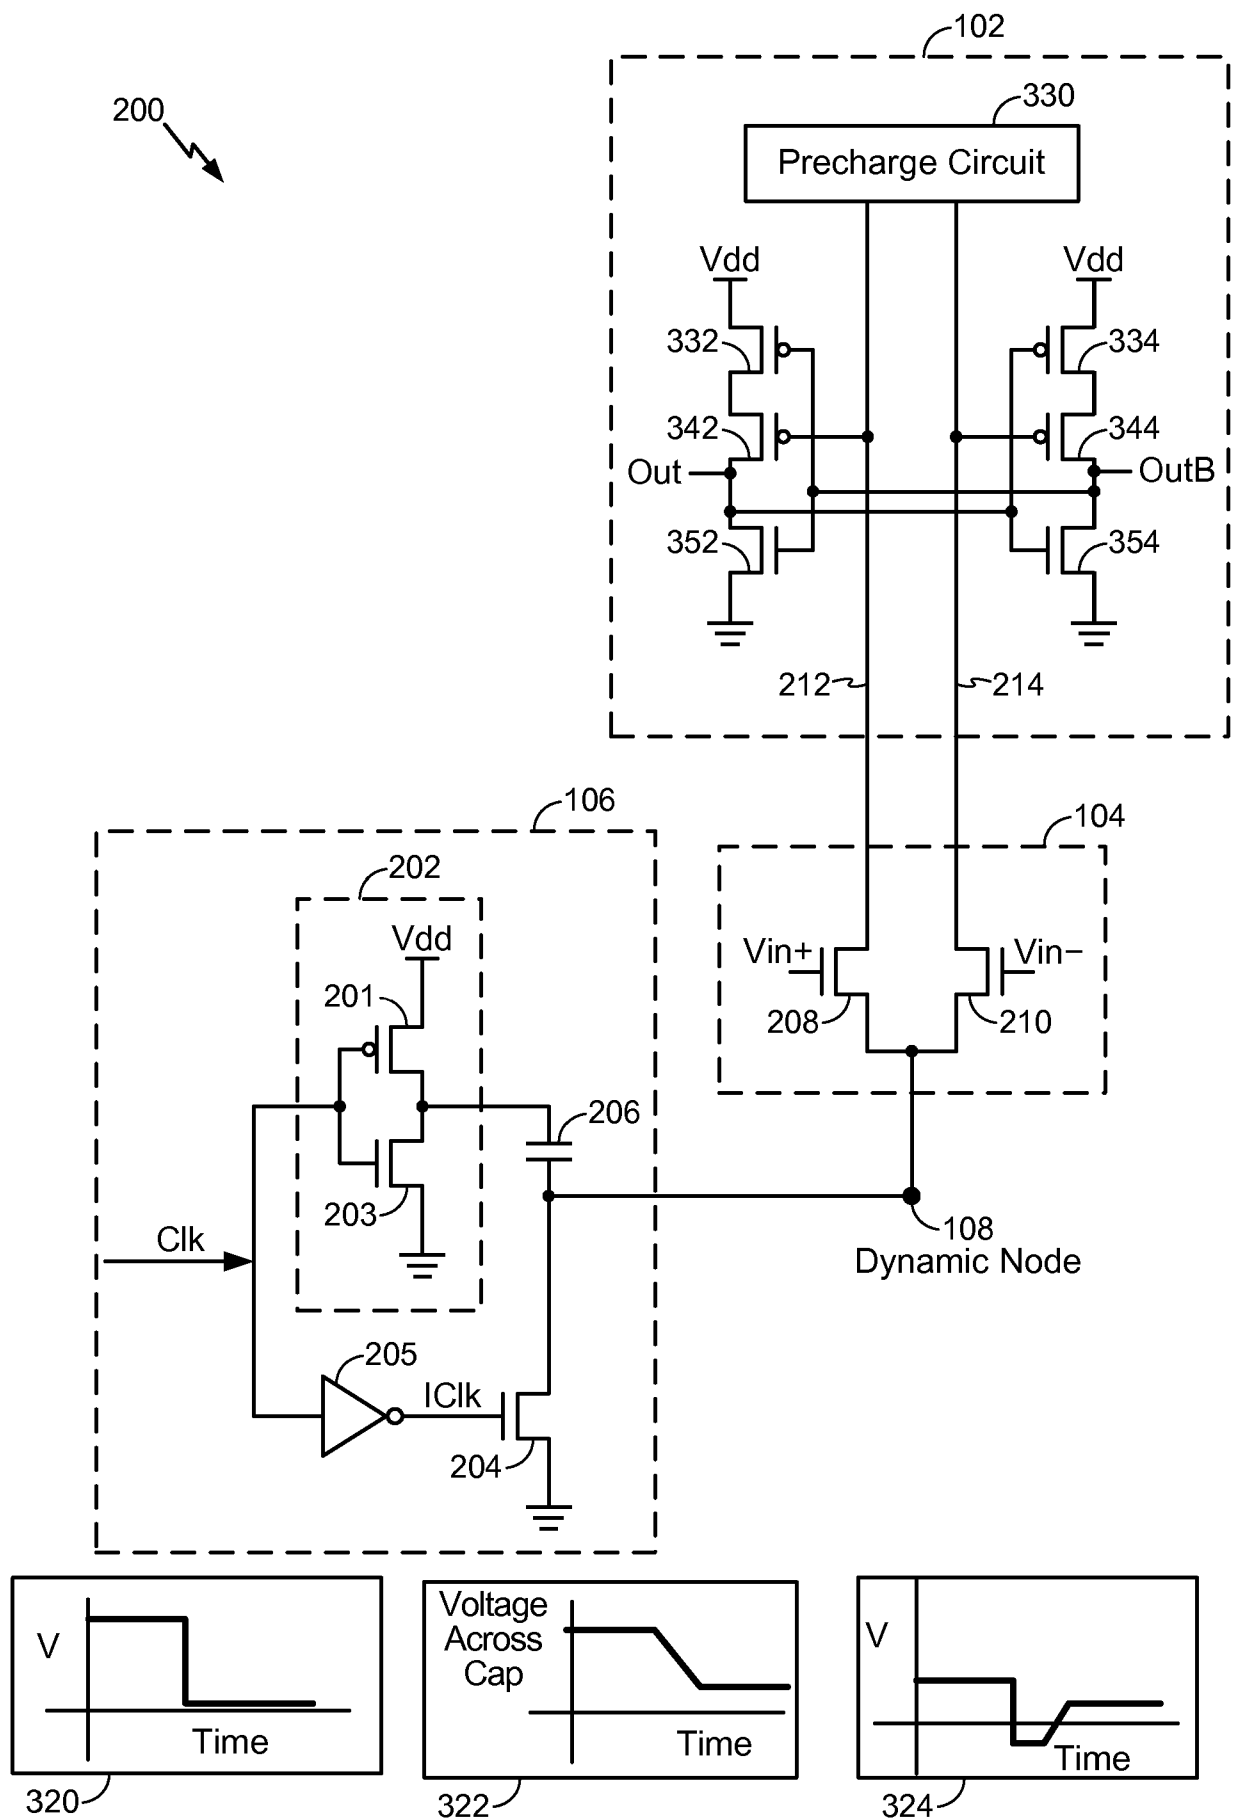 102
200
330
Precharge Circuit
Vdd
Vdd
332
334
342
344
Out
OutB
352
354
212
214
106
104
202
Vdd
Vin+
Vin−
201
208
210
206
203
Clk
108
Dynamic Node
205
IClk
204
V
Time
320
Voltage
Across
Cap
Time
322
V
Time
324